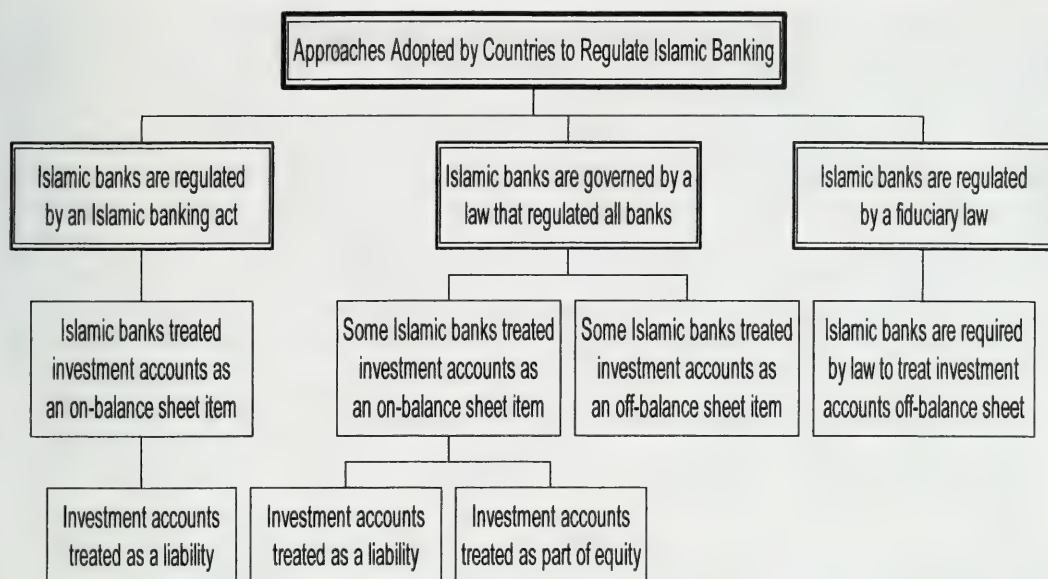 Approaches Adopted by Countries to Regulate Islamic Banking
Islamic banks are regulated
by an Islamic banking act
Islamic banks are governed by a
law that regulated all banks
Islamic banks are regulated
by a fiduciary law
Islamic banks treated
investment accounts as
an on-balance sheet item
Some Islamic banks treated
investment accounts as
an on-balance sheet item
Some Islamic banks treated
investment accounts as
an off-balance sheet item
Islamic banks are required
by law to treat investment
accounts off-balance sheet
Investment accounts
treated as a liability
Investment accounts
treated as a liability
Investment accounts
treated as part of equity